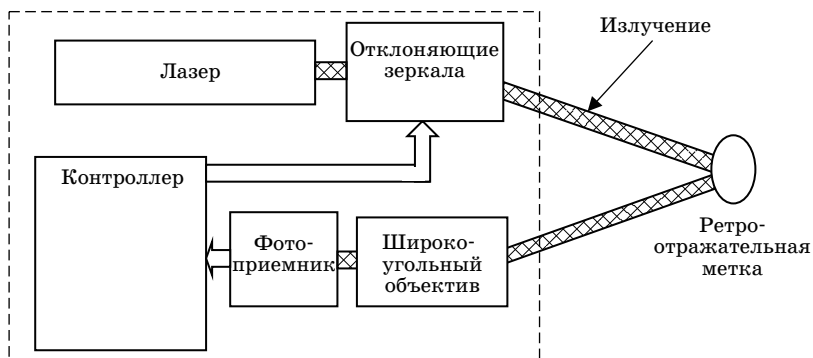 Излучение
Лазер
Отклоняющие
зеркала
Контроллер
Фото-
приемник
Широко-
угольный
объектив
Ретро-
отражательная
метка